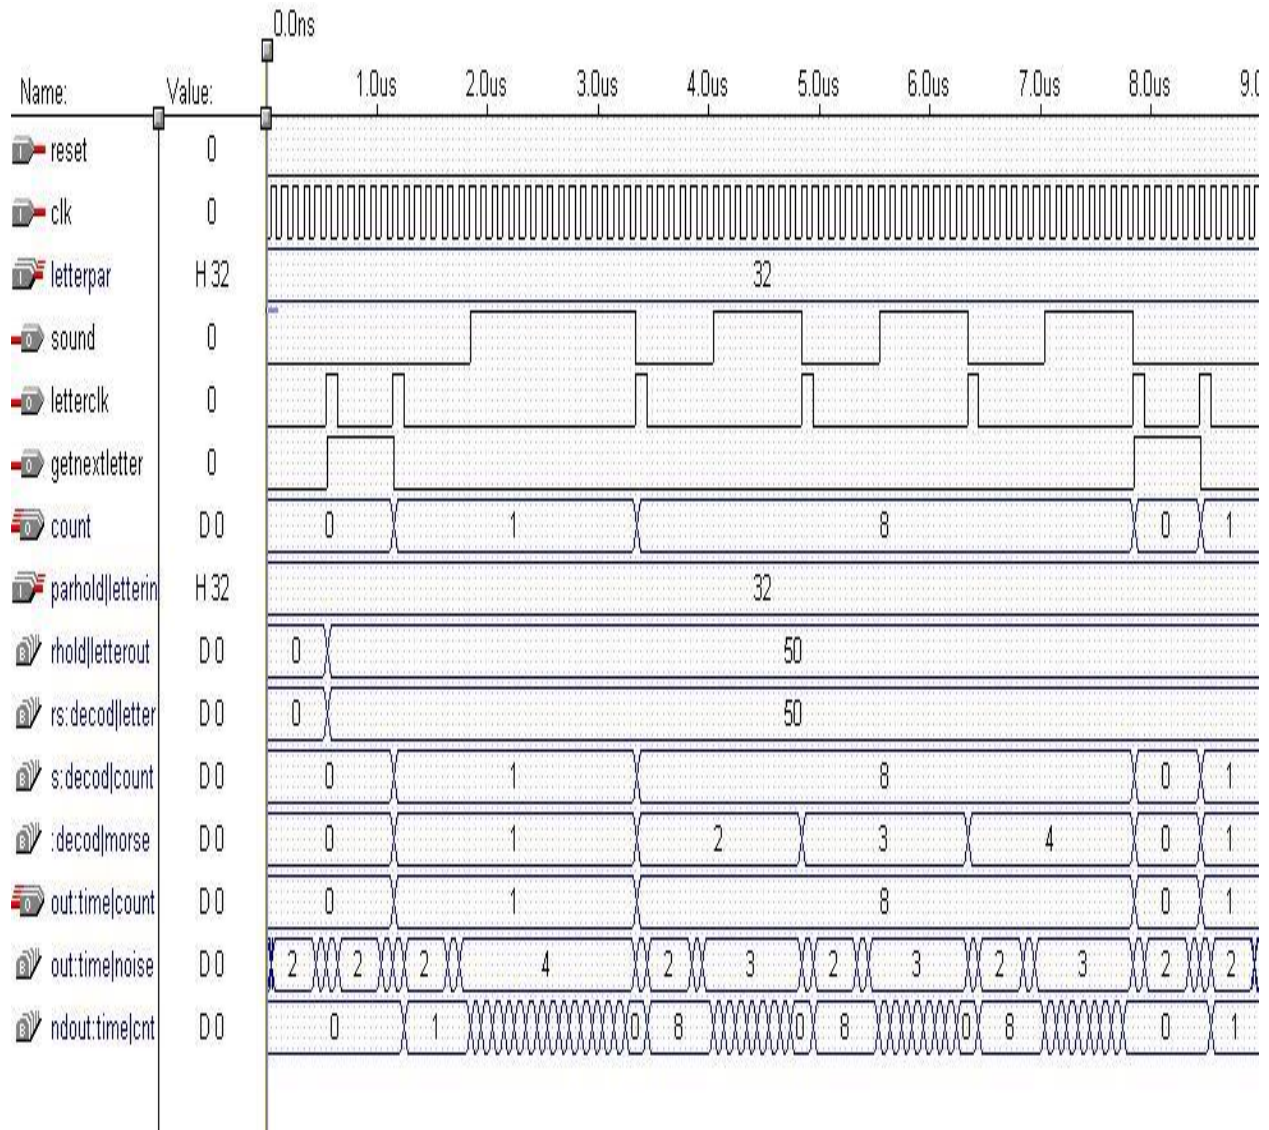 0.0ns
1.0us 2.0us 3.0us 4.0us 5.0us 6.0us 7.0us 8.0us 9.0
Name: Value:
reset 0
clk 0
letterpar H 32 32
sound 0
letterclk 0
getnextletter 0
count D 0 0 1 8 0 1
parhold|letterin H 32 32
rhold|letterout D 0 0 50
rs:decod|letter D 0 0 50
s:decod|count D 0 0 1 8 0 1
:decod|morse D 0 0 1 2 3 4 0 1
out:time|count D 0 0 1 8 0 1
out:time|noise D 0 2 2 2 4 2 3 2 3 2 3 2 2
ndout:time|cnt D 0 0 1 0 8 0 8 0 8 0 1